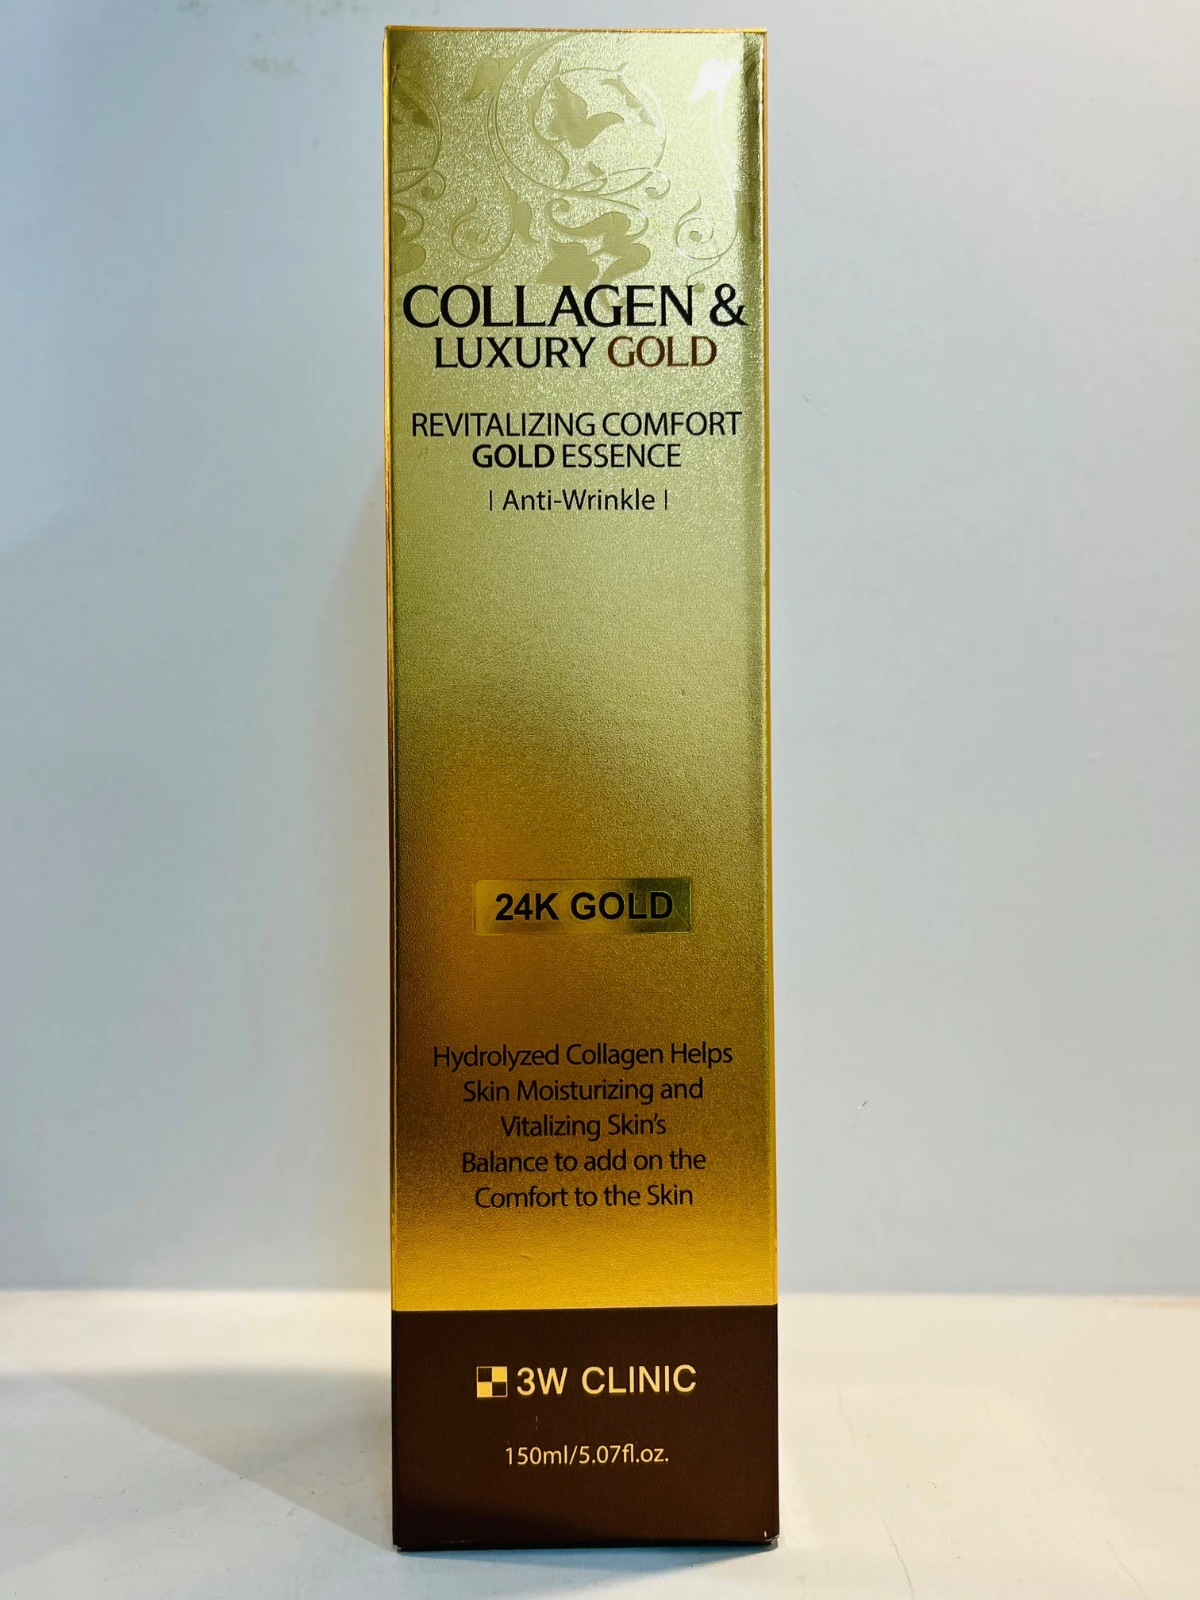 COLLAGEN &
LUXURY GOLD
REVITALIZING COMFORT
GOLD ESSENCE
| Anti-Wrinkle |
24K GOLD
Hydrolyzed Collagen Helps
Skin Moisturizing and
Vitalizing Skin's
Balance to add on the
Comfort to the Skin
3W CLINIC
150ml/5.07fl.oz.